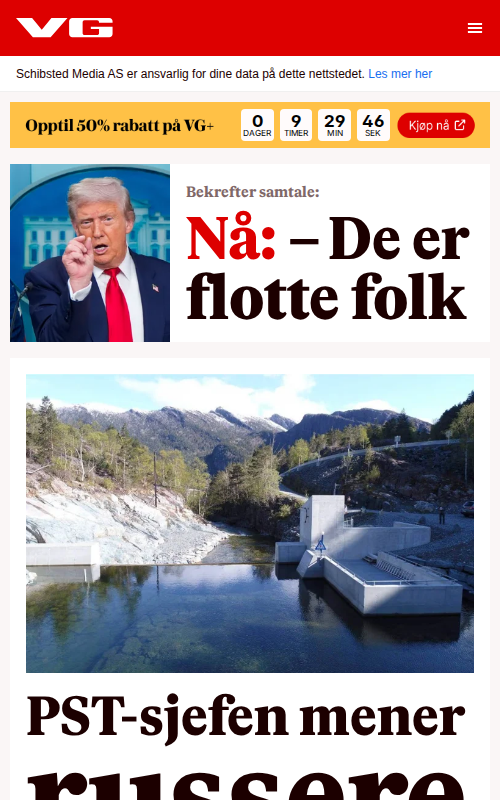 VG
Schibsted Media AS er ansvarlig for dine data på dette nettstedet. Les mer her
Opptil 50% rabatt på VG+
0 9 29 46
DAGER TIMER MIN SEK
Kjøp nå
Bekrefter samtale:
Nå: – De er
flotte folk
PST-sjefen mener
russere